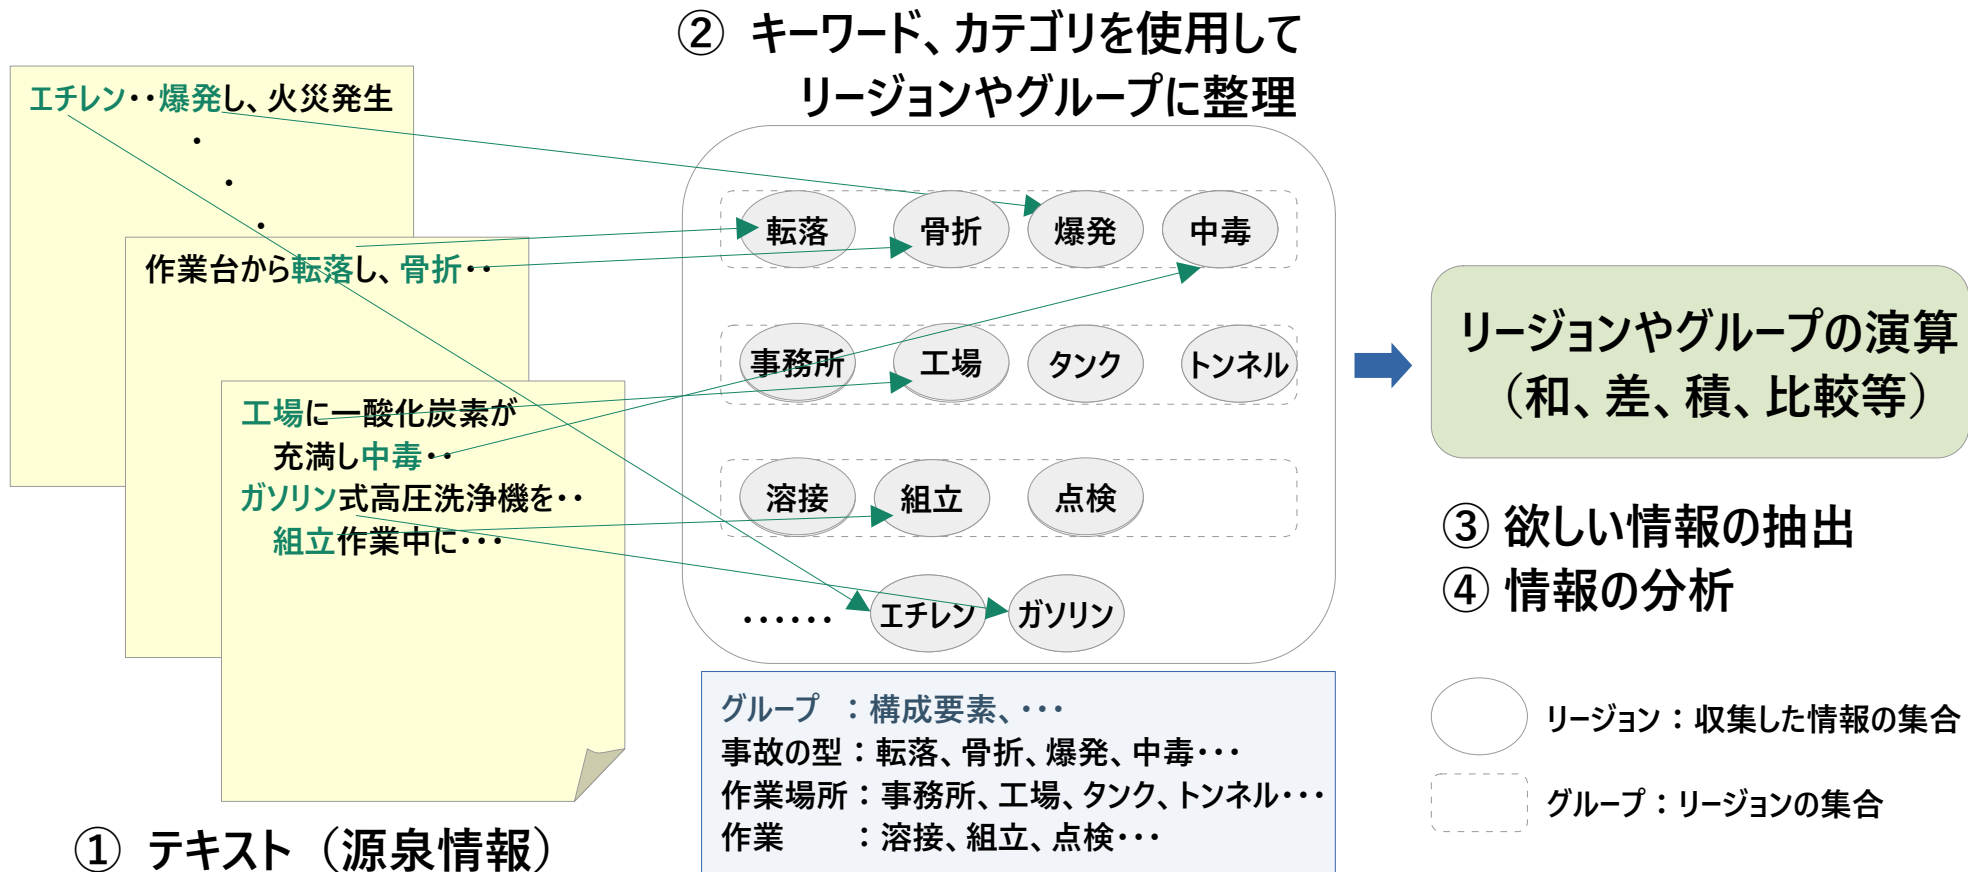 ② キーワード、カテゴリを使用して
リージョンやグループに整理
エチレン・・爆発し、火災発生
・
・
・
作業台から転落し、骨折・・
工場に一酸化炭素が
充満し中毒・・
ガソリン式高圧洗浄機を・・
組立作業中に・・・
① テキスト（源泉情報）
転落 骨折 爆発 中毒
事務所 工場 タンク トンネル
溶接 組立 点検
・・・・・・ エチレン ガソリン
グループ ：構成要素、・・・
事故の型：転落、骨折、爆発、中毒・・・
作業場所：事務所、工場、タンク、トンネル・・・
作業 ：溶接、組立、点検・・・
リージョンやグループの演算
（和、差、積、比較等）
③ 欲しい情報の抽出
④ 情報の分析
リージョン：収集した情報の集合
グループ：リージョンの集合